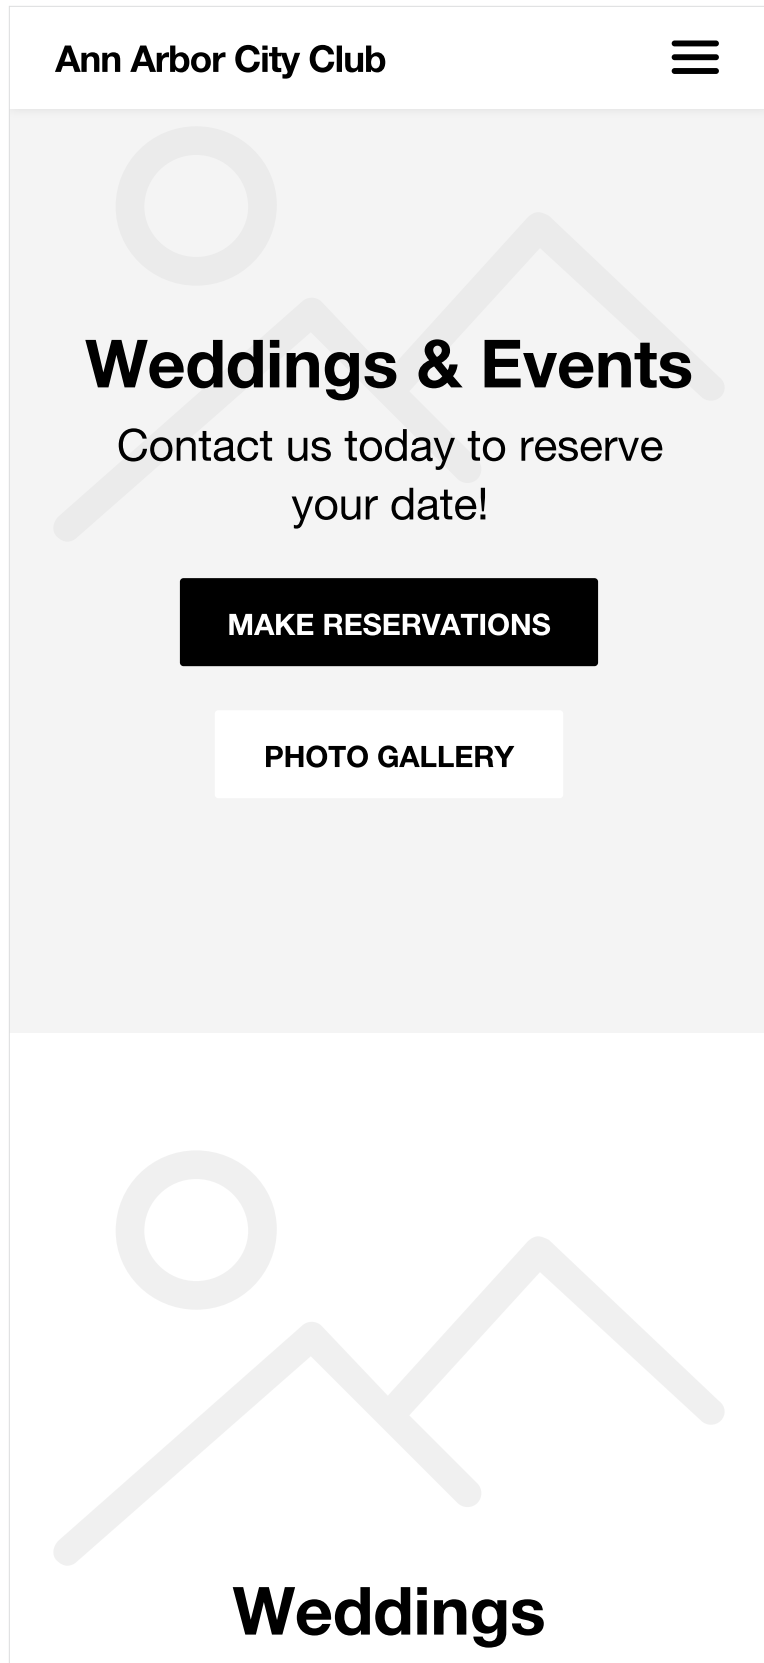 Ann Arbor City Club
Weddings & Events
Contact us today to reserve
your date!
MAKE RESERVATIONS
PHOTO GALLERY
Weddings